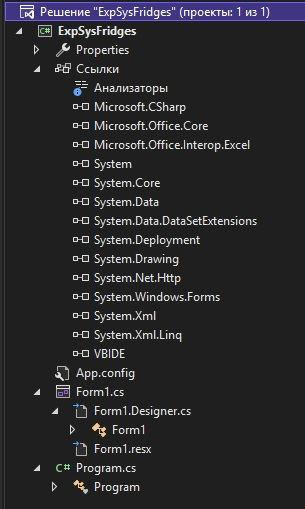 Решение "ExpSysFridges" (проекты: 1 из 1)
C# ExpSysFridges
Properties
Ссылки
Анализаторы
Microsoft.CSharp
Microsoft.Office.Core
Microsoft.Office.Interop.Excel
System
System.Core
System.Data
System.Data.DataSetExtensions
System.Deployment
System.Drawing
System.Net.Http
System.Windows.Forms
System.Xml
System.Xml.Linq
VBIDE
App.config
Form1.cs
Form1.Designer.cs
Form1
Form1.resx
C# Program.cs
Program